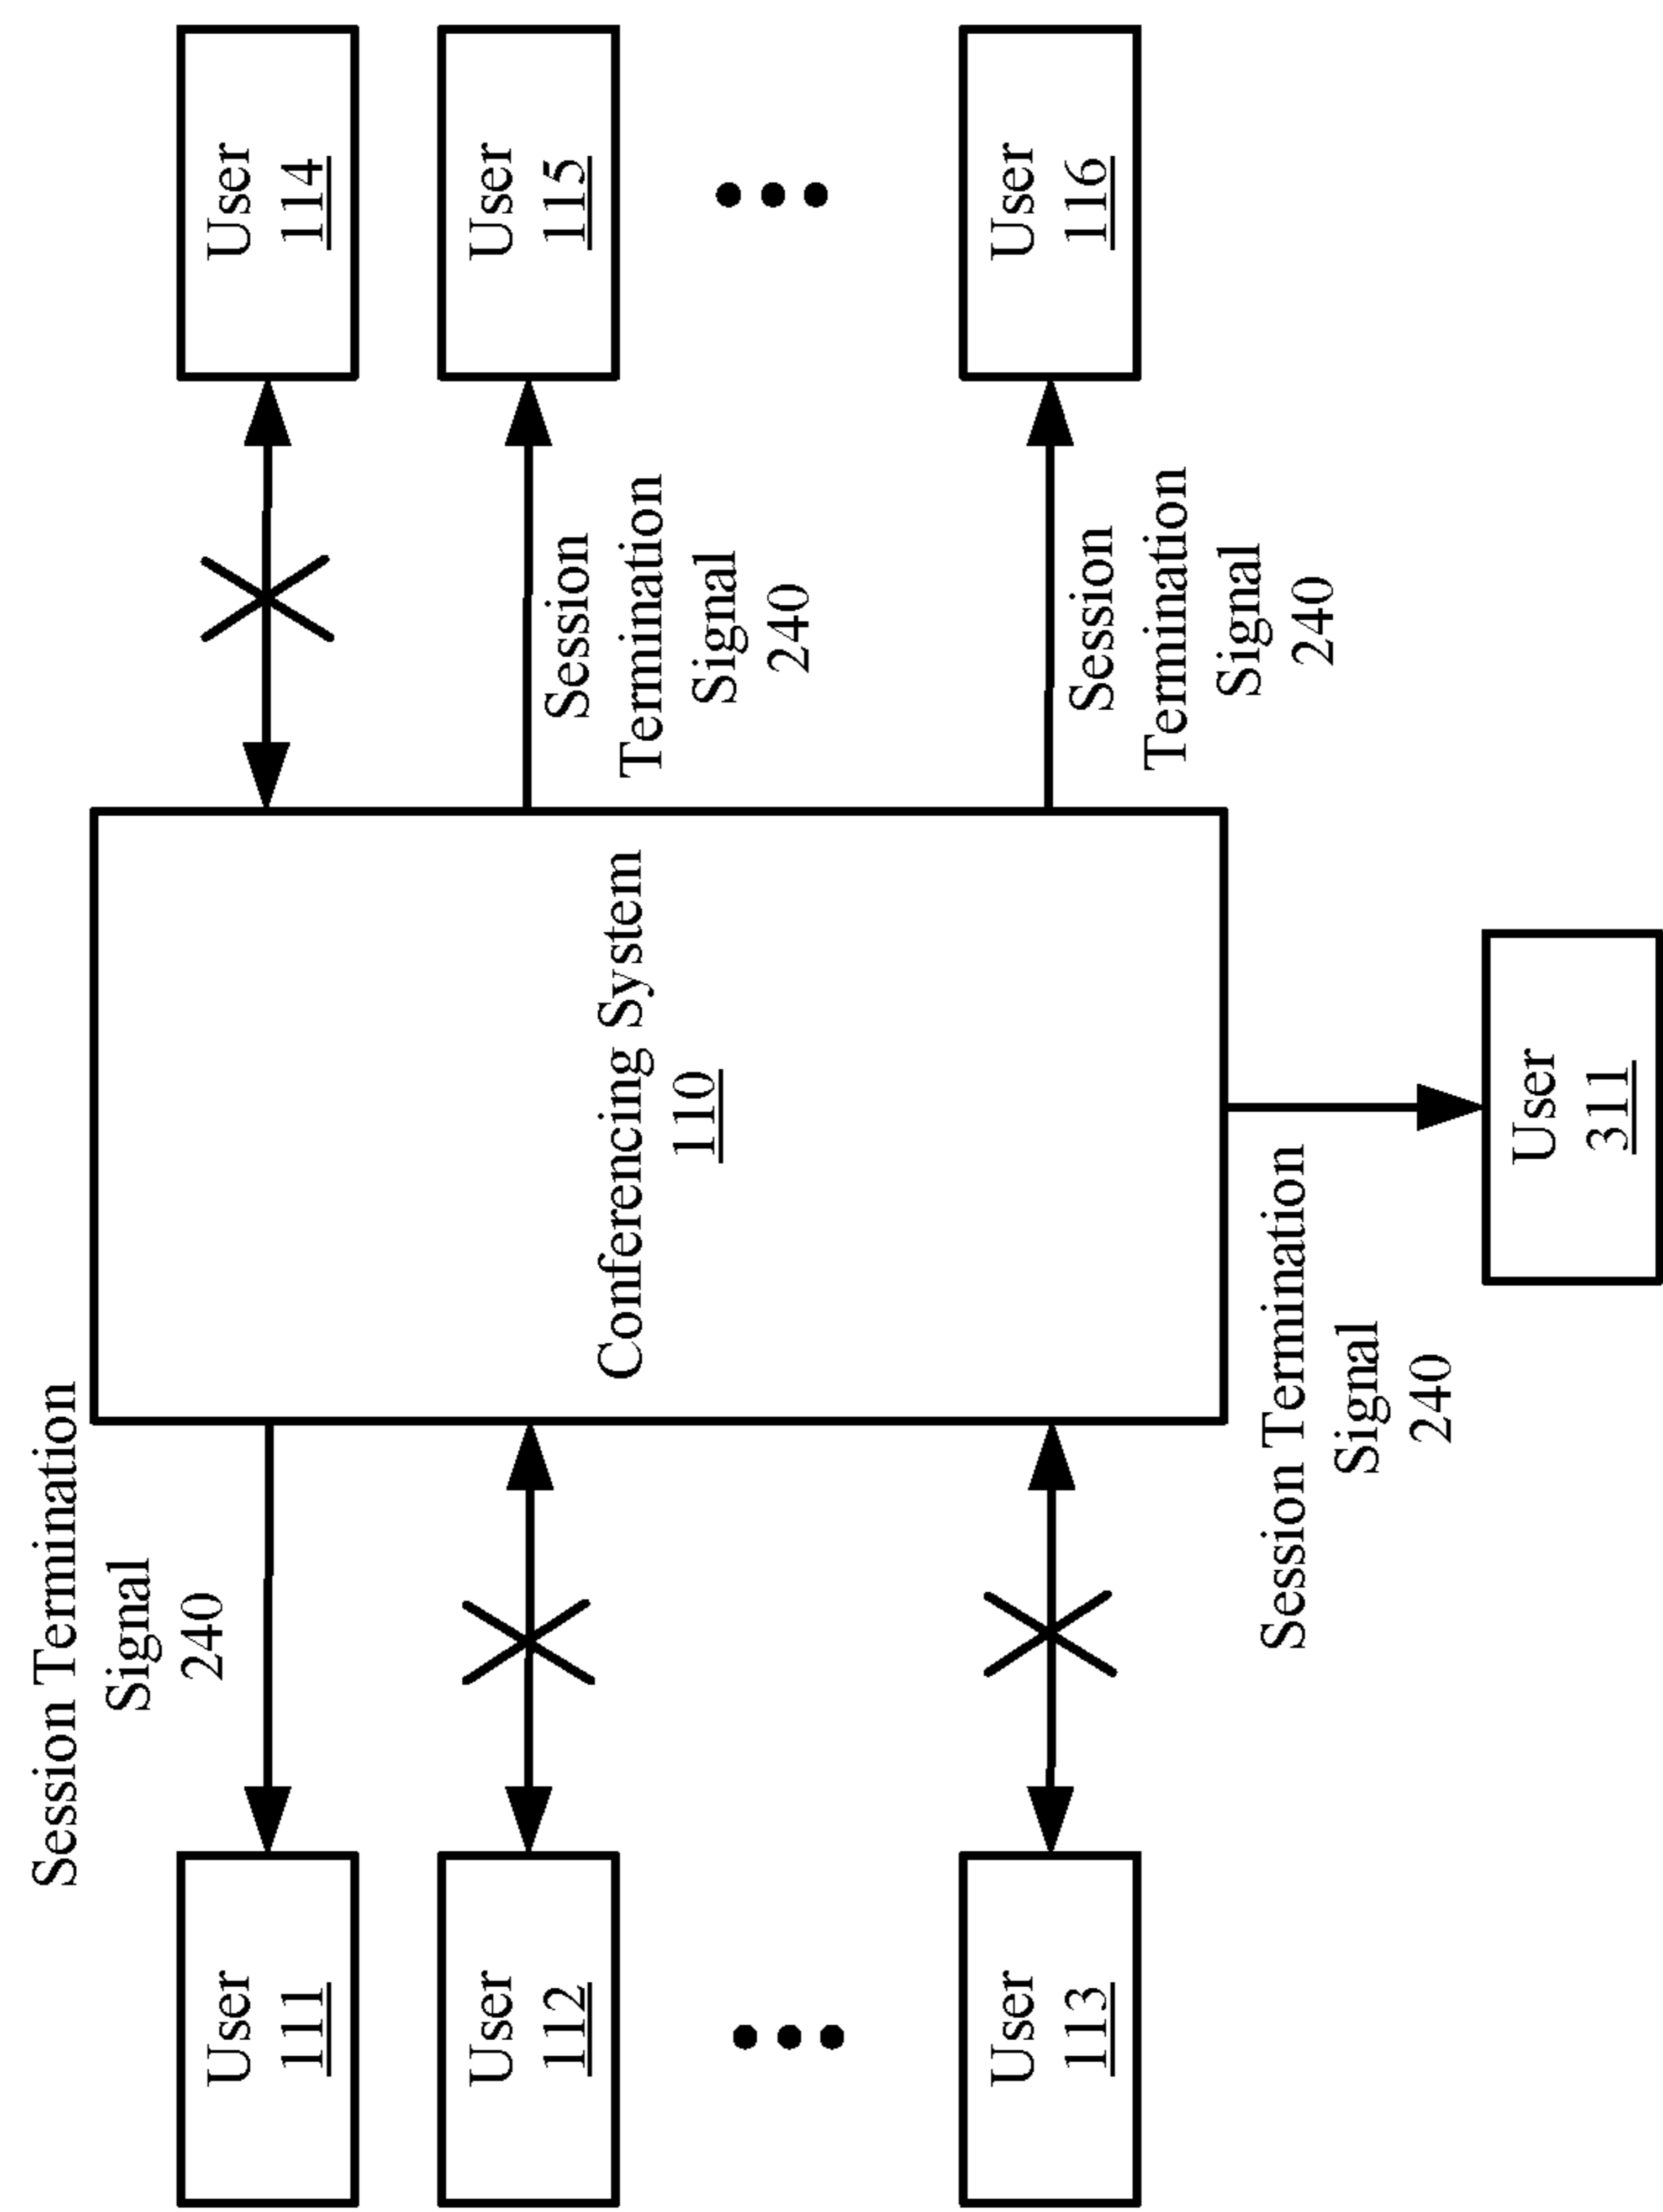 Session Termination
Signal
240
User
111
User
112
User
113
Conferencing System
110
User
114
User
115
User
116
Session
Termination
Signal
240
Session
Termination
Signal
240
Session Termination
Signal
240
User
311